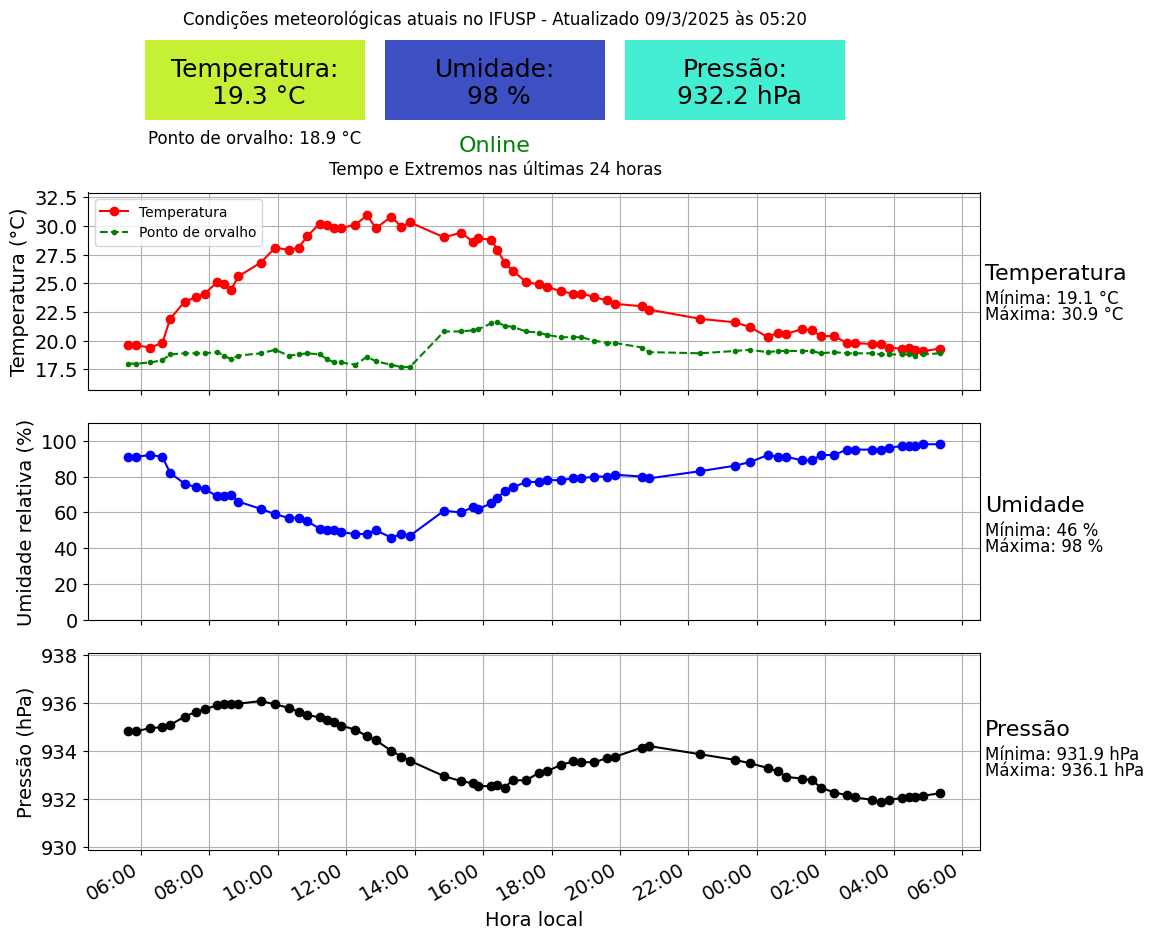 Condições meteorológicas atuais no IFUSP - Atualizado 09/3/2025 às 05:20
Temperatura:
19.3 °C
Umidade:
98 %
Pressão:
932.2 hPa
Ponto de orvalho: 18.9 °C
Online
Tempo e Extremos nas últimas 24 horas
Temperatura (°C)
32.5
30.0
27.5
25.0
22.5
20.0
17.5
Temperatura
Ponto de orvalho
Temperatura
Mínima: 19.1 °C
Máxima: 30.9 °C
Umidade relativa (%)
100
80
60
40
20
0
Umidade
Mínima: 46 %
Máxima: 98 %
Pressão (hPa)
938
936
934
932
930
Pressão
Mínima: 931.9 hPa
Máxima: 936.1 hPa
06:00 08:00 10:00 12:00 14:00 16:00 18:00 20:00 22:00 00:00 02:00 04:00 06:00
Hora local